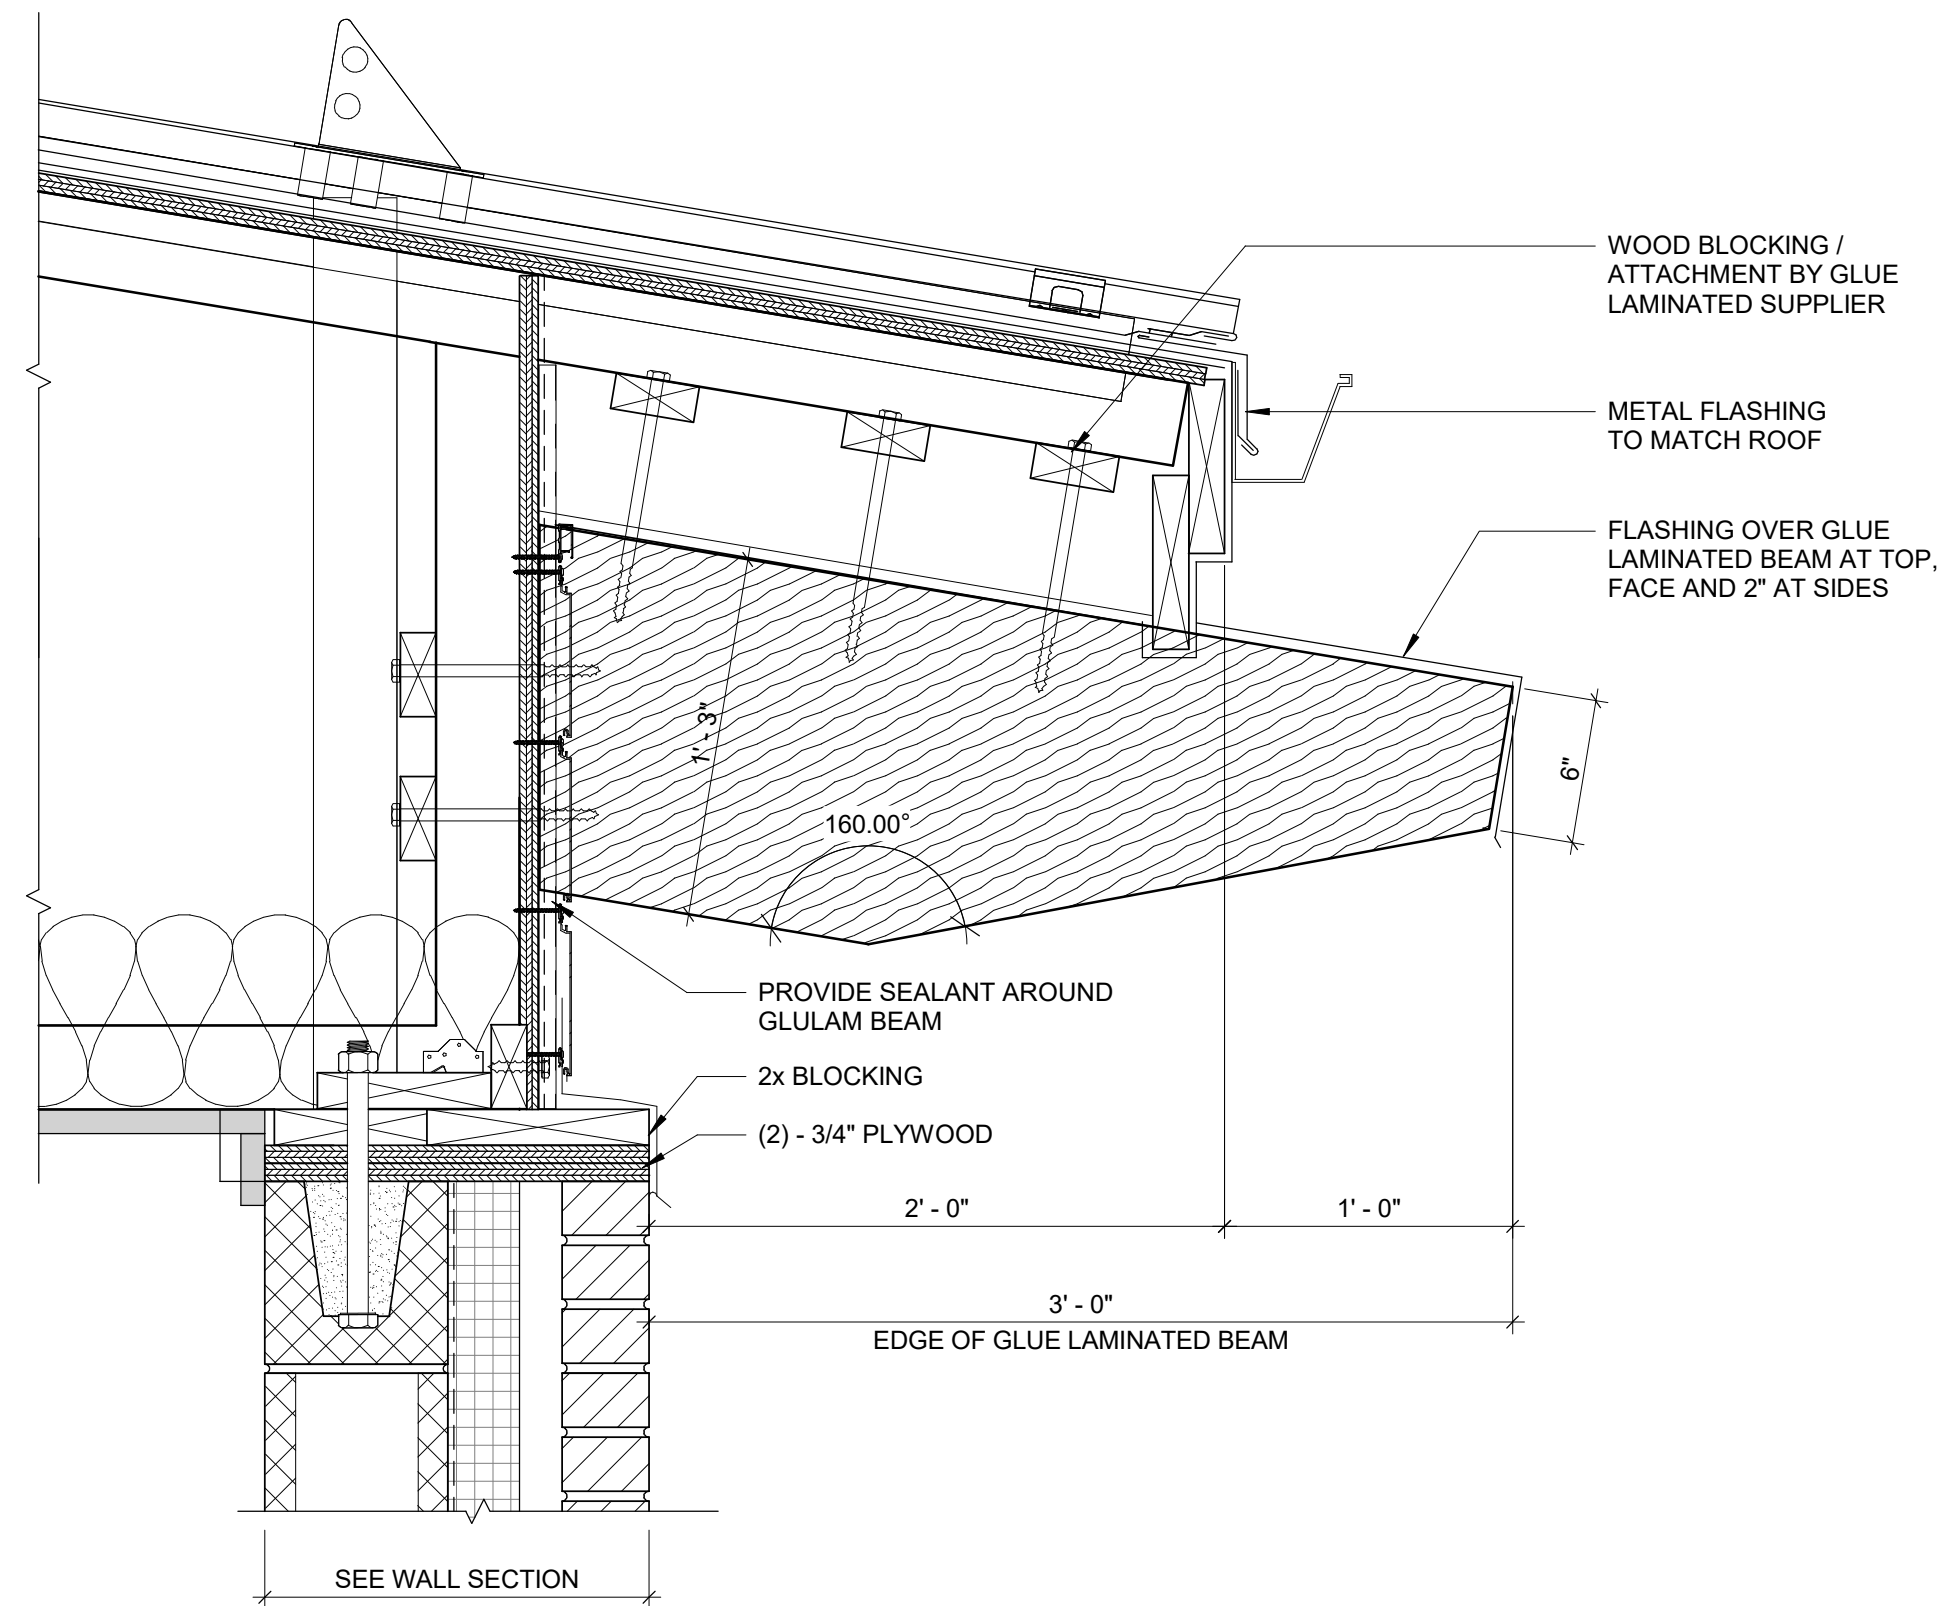 WOOD BLOCKING /
ATTACHMENT BY GLUE
LAMINATED SUPPLIER
METAL FLASHING
TO MATCH ROOF
FLASHING OVER GLUE
LAMINATED BEAM AT TOP,
FACE AND 2" AT SIDES
1' - 3"
6"
160.00°
PROVIDE SEALANT AROUND
GLULAM BEAM
2x BLOCKING
(2) - 3/4" PLYWOOD
2' - 0"
1' - 0"
3' - 0"
EDGE OF GLUE LAMINATED BEAM
SEE WALL SECTION